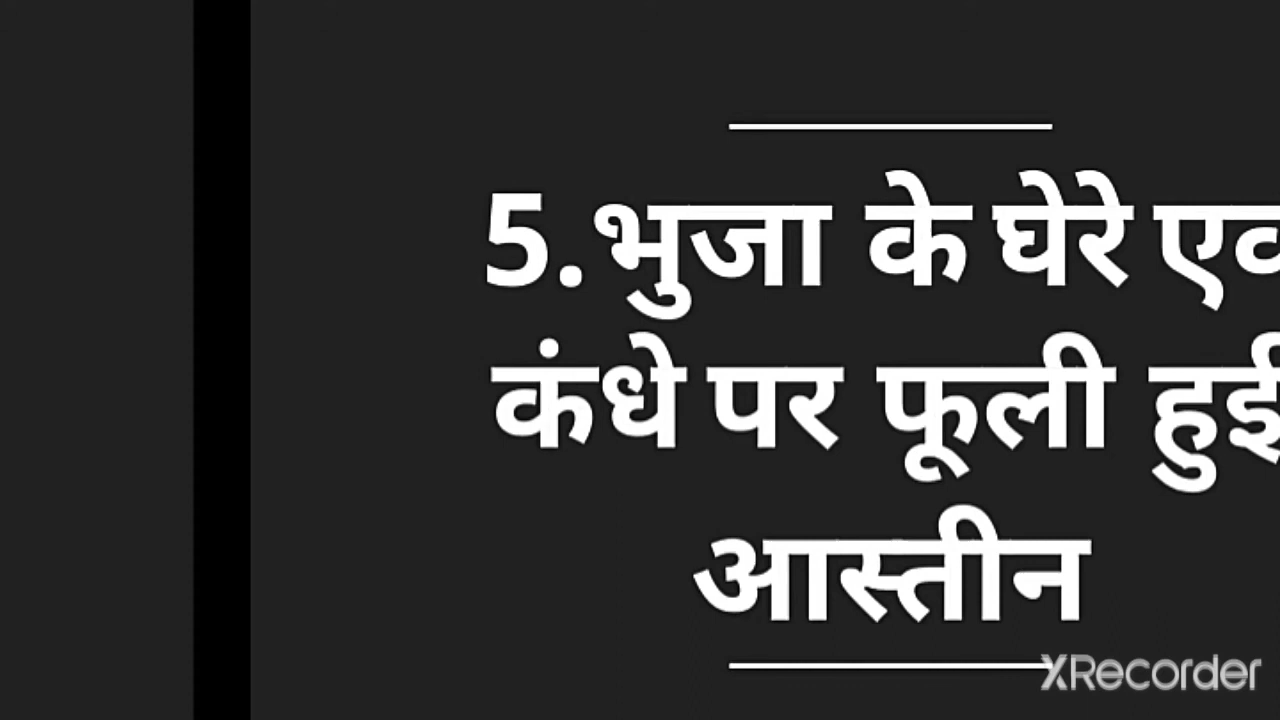 5.भुजा के घेरे
कंधे पर फूली हुई
आस्तीन
XRecorder